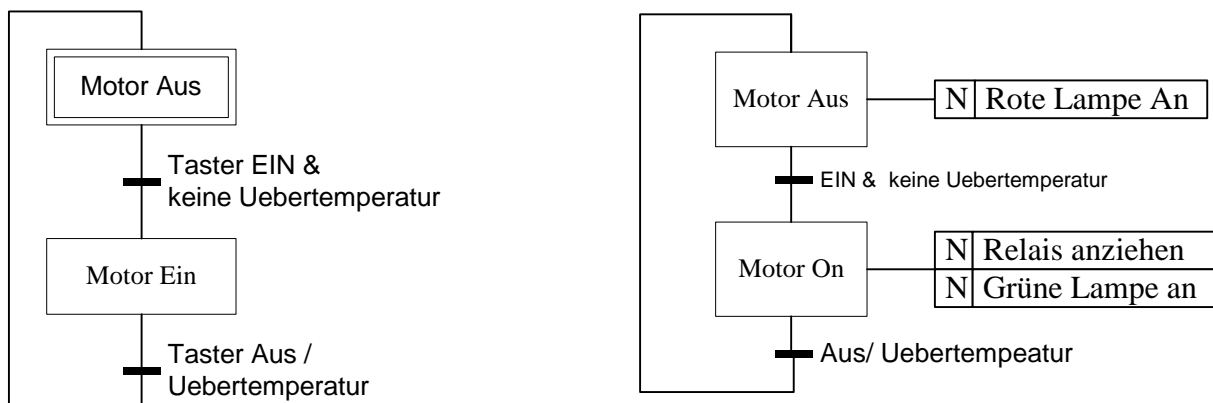 Motor Aus
Taster EIN &
keine Uebertemperatur
Motor Ein
Taster Aus /
Uebertemperatur
Motor Aus
N Rote Lampe An
EIN & keine Uebertemperatur
Motor On
N Relais anziehen
N Grüne Lampe an
Aus/ Uebertempeatur